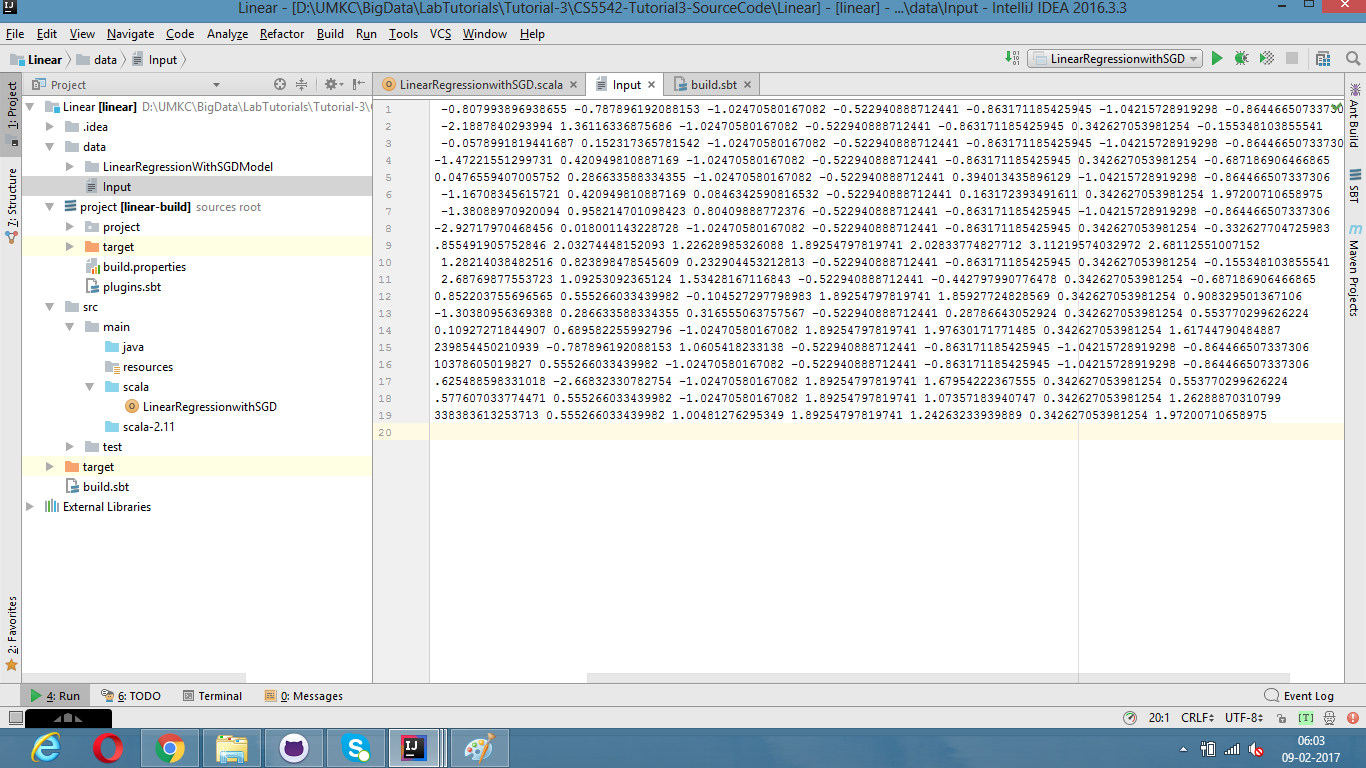 Linear - [D:\UMKC\BigData\LabTutorials\Tutorial-3\CS5542-Tutorial3-SourceCode\Linear] - [linear] - ...\data\Input - IntelliJ IDEA 2016.3.3
File Edit View Navigate Code Analyze Refactor Build Run Tools VCS Window Help
Linear data Input LinearRegressionwithSGD
Project LinearRegressionwithSGD.scala Input build.sbt
1: Project
7: Structure
2: Favorites
Linear [linear] D:\UMKC\BigData\LabTutorials\Tutorial-3\
.idea
data
LinearRegressionWithSGDModel
Input
project [linear-build] sources root
project
target
build.properties
plugins.sbt
src
main
java
resources
scala
LinearRegressionwithSGD
scala-2.11
test
target
build.sbt
External Libraries
1 -0.807993896938655 -0.787896192088153 -1.02470580167082 -0.522940888712441 -0.863171185425945 -1.04215728919298 -0.86446650733730
2 -2.1887840293994 1.36116336875686 -1.02470580167082 -0.522940888712441 -0.863171185425945 0.342627053981254 -0.155348103855541
3 -0.0578991819441687 0.152317365781542 -1.02470580167082 -0.522940888712441 -0.863171185425945 -1.04215728919298 -0.86446650733730
4 -1.47221551299731 0.420949810887169 -1.02470580167082 -0.522940888712441 -0.863171185425945 0.342627053981254 -0.687186906466865
5 0.0476559407005752 0.286633588334355 -1.02470580167082 -0.522940888712441 0.394013435896129 -1.04215728919298 -0.864466507337306
6 -1.16708345615721 0.420949810887169 0.0846342590816532 -0.522940888712441 0.163172393491611 0.342627053981254 1.97200710658975
7 -1.38088970920094 0.958214701098423 0.80409888772376 -0.522940888712441 -0.863171185425945 -1.04215728919298 -0.864466507337306
8 -2.92717970468456 0.018001143228728 -1.02470580167082 -0.522940888712441 -0.863171185425945 0.342627053981254 -0.332627704725983
9 .855491905752846 2.03274448152093 1.22628985326088 1.89254797819741 2.02833774827712 3.11219574032972 2.68112551007152
10 1.28214038482516 0.823898478545609 0.232904453212813 -0.522940888712441 -0.863171185425945 0.342627053981254 -0.155348103855541
11 2.68769877553723 1.09253092365124 1.53428167116843 -0.522940888712441 -0.442797990776478 0.342627053981254 -0.687186906466865
12 0.852203755696565 0.555266033439982 -0.104527297798983 1.89254797819741 1.85927724828569 0.342627053981254 0.908329501367106
13 -1.30380956369388 0.286633588334355 0.316555063757567 -0.522940888712441 0.28786643052924 0.342627053981254 0.553770299626224
14 0.10927271844907 0.689582255992796 -1.02470580167082 1.89254797819741 1.97630171771485 0.342627053981254 1.61744790484887
15 239854450210939 -0.787896192088153 1.0605418233138 -0.522940888712441 -0.863171185425945 -1.04215728919298 -0.864466507337306
16 10378605019827 0.555266033439982 -1.02470580167082 -0.522940888712441 -0.863171185425945 -1.04215728919298 -0.864466507337306
17 .625488598331018 -2.66832330782754 -1.02470580167082 1.89254797819741 1.67954222367555 0.342627053981254 0.553770299626224
18 .577607033774471 0.555266033439982 -1.02470580167082 1.89254797819741 1.07357183940747 0.342627053981254 1.26288870310799
19 338383613253713 0.555266033439982 1.00481276295349 1.89254797819741 1.24263233939889 0.342627053981254 1.97200710658975
20
Ant Build
SBT
Maven Projects
4: Run 6: TODO Terminal 0: Messages Event Log
20:1 CRLF UTF-8 [T]
06:03
09-02-2017